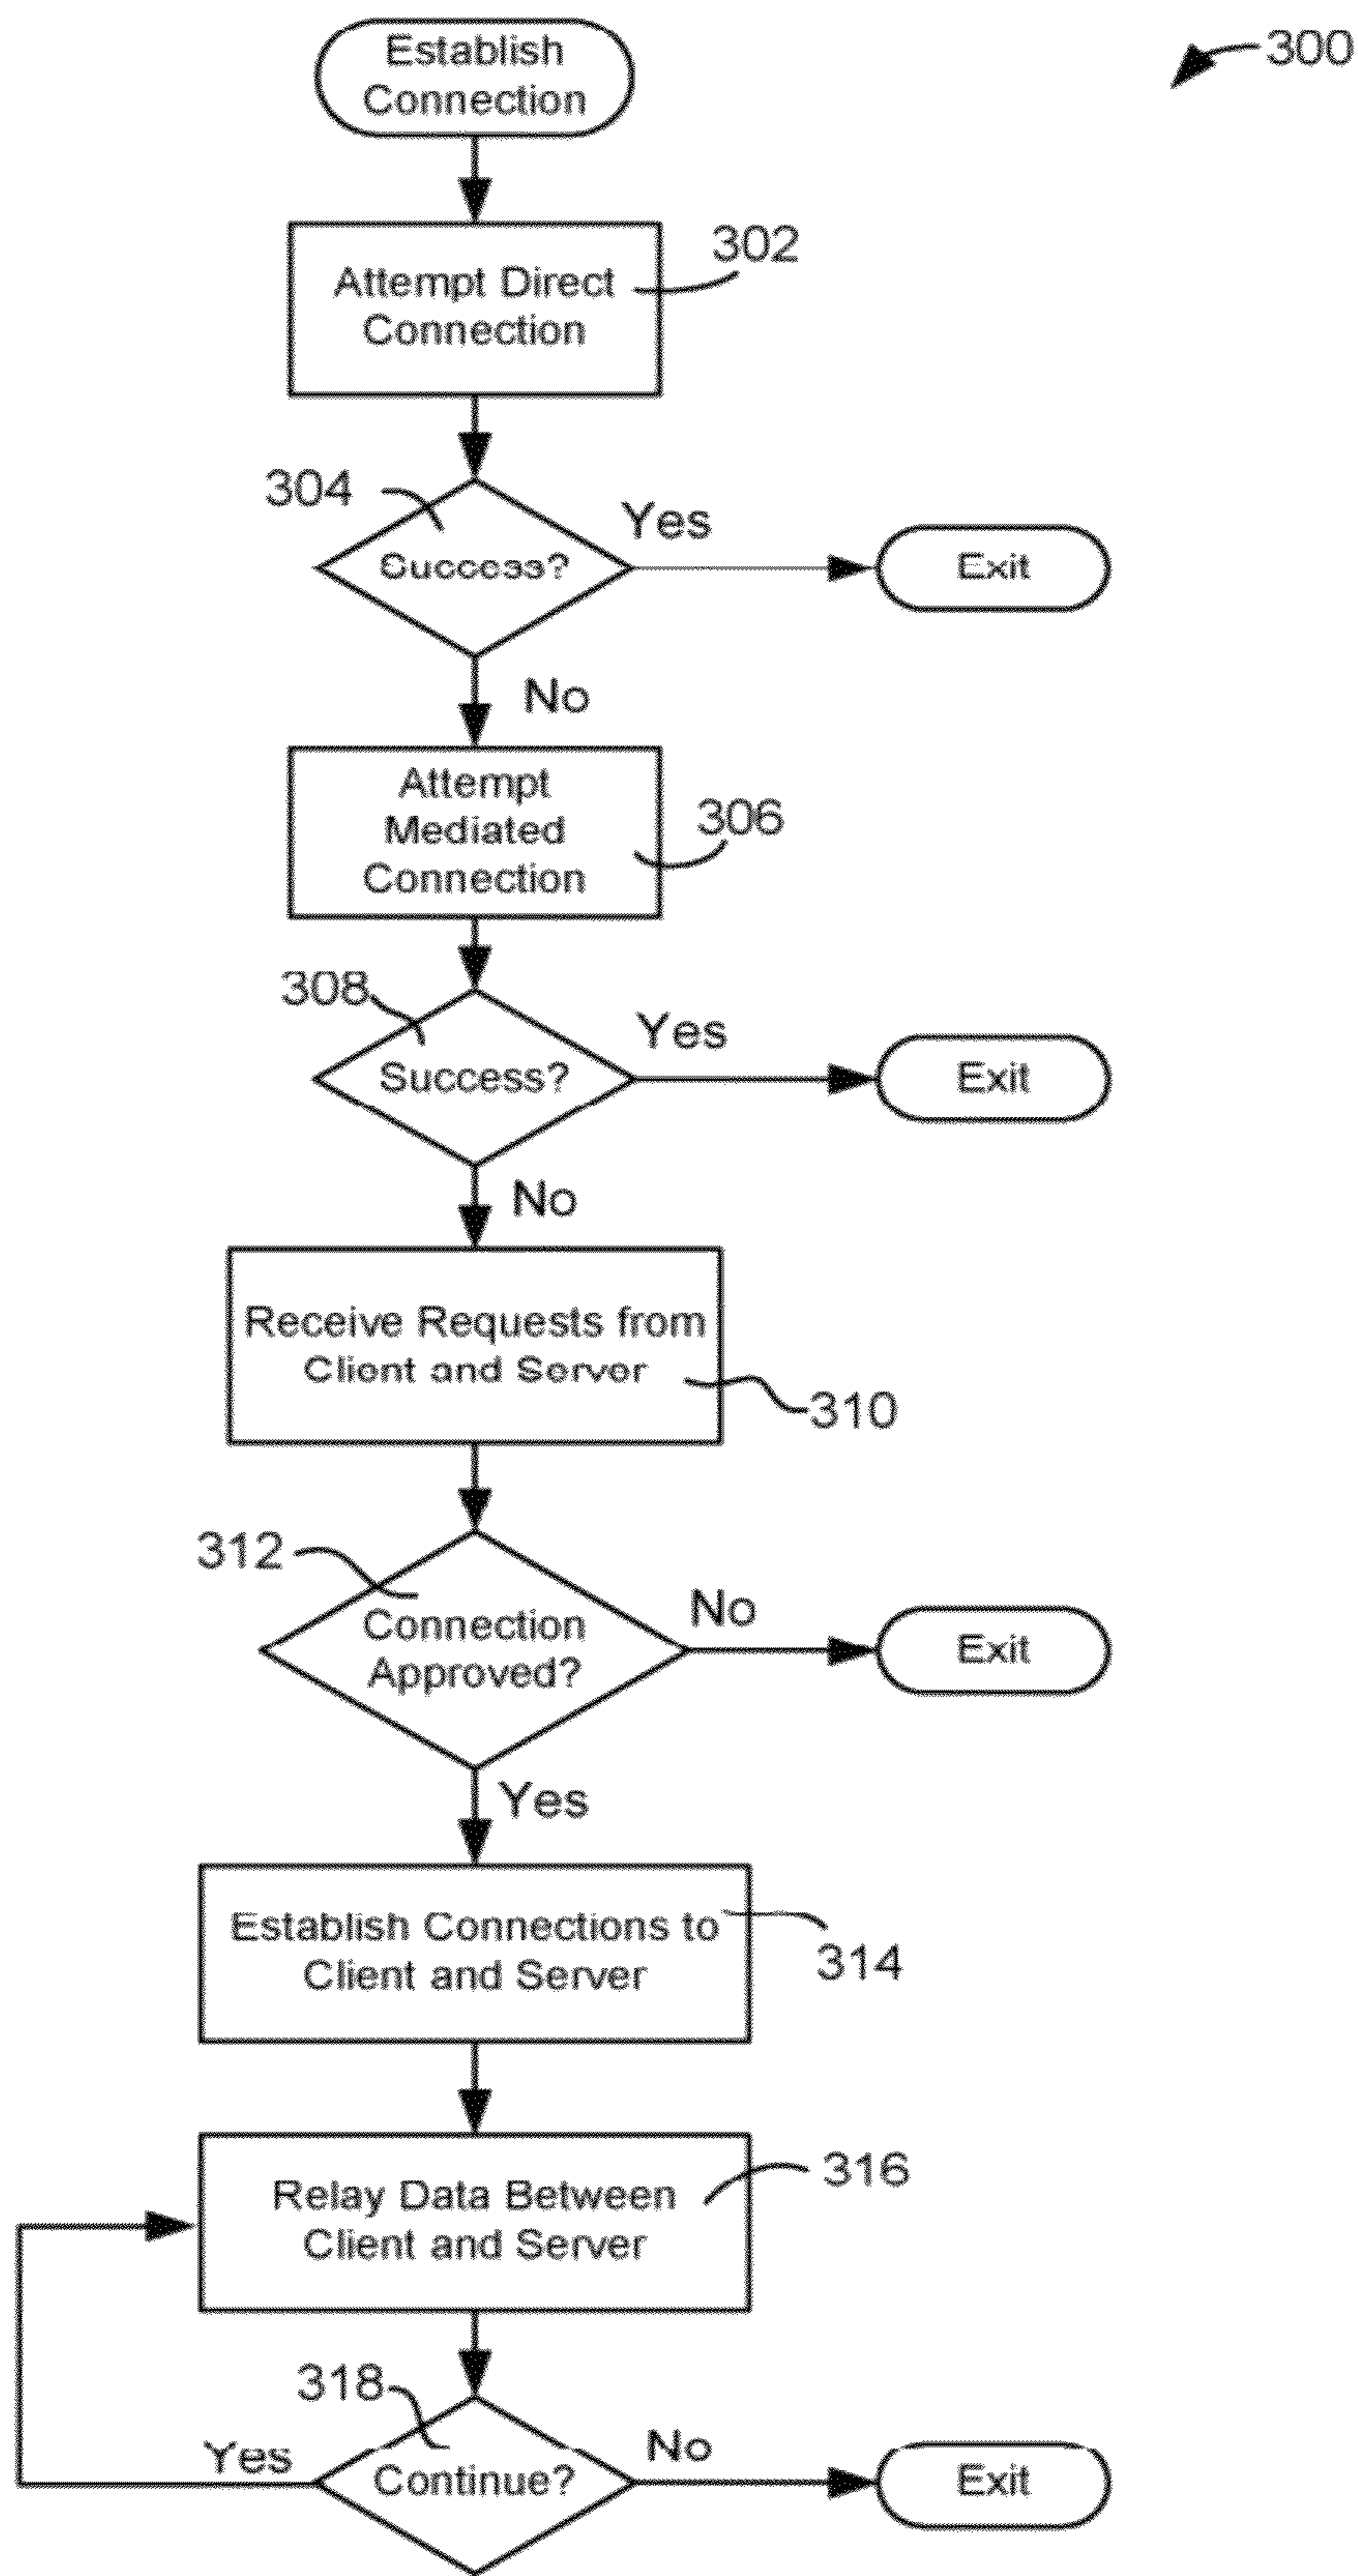 Establish
Connection
300
302
Attempt Direct
Connection
304
Yes
Success?
Exit
No
Attempt
Mediated
Connection
306
308
Yes
Success?
Exit
No
Receive Requests from
Client and Server
310
312
No
Connection
Approved?
Exit
Yes
Establish Connections to
Client and Server
314
316
Relay Data Between
Client and Server
318
Yes
No
Continue?
Exit